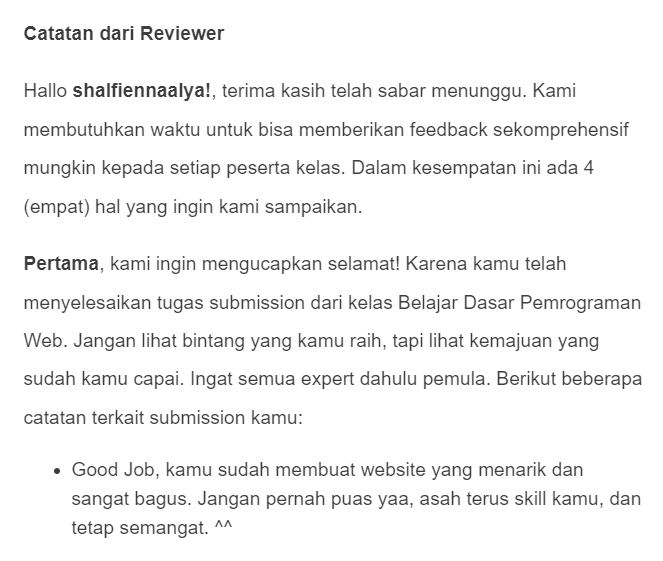 Catatan dari Reviewer
Hallo shalfiennaalya!, terima kasih telah sabar menunggu. Kami
membutuhkan waktu untuk bisa memberikan feedback sekomprehensif
mungkin kepada setiap peserta kelas. Dalam kesempatan ini ada 4
(empat) hal yang ingin kami sampaikan.
Pertama, kami ingin mengucapkan selamat! Karena kamu telah
menyelesaikan tugas submission dari kelas Belajar Dasar Pemrograman
Web. Jangan lihat bintang yang kamu raih, tapi lihat kemajuan yang
sudah kamu capai. Ingat semua expert dahulu pemula. Berikut beberapa
catatan terkait submission kamu:
• Good Job, kamu sudah membuat website yang menarik dan
sangat bagus. Jangan pernah puas yaa, asah terus skill kamu, dan
tetap semangat. ^^